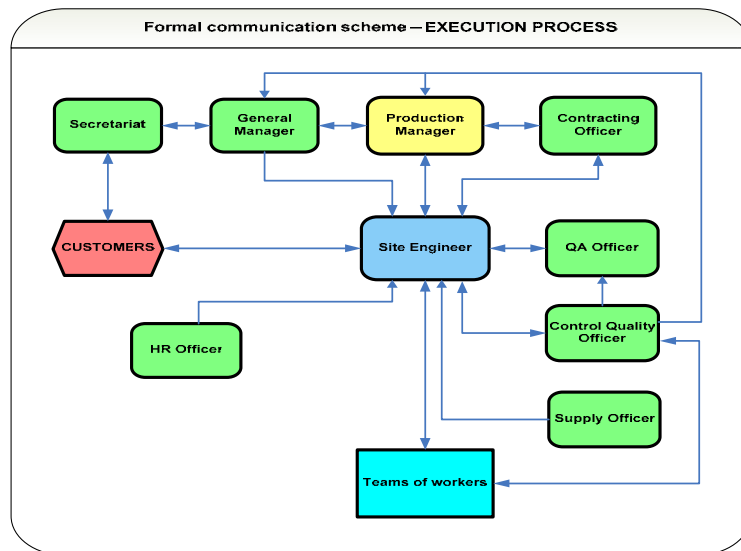 Formal communication scheme – EXECUTION PROCESS
Secretariat
General
Manager
Production
Manager
Contracting
Officer
CUSTOMERS
Site Engineer
QA Officer
HR Officer
Control Quality
Officer
Supply Officer
Teams of workers